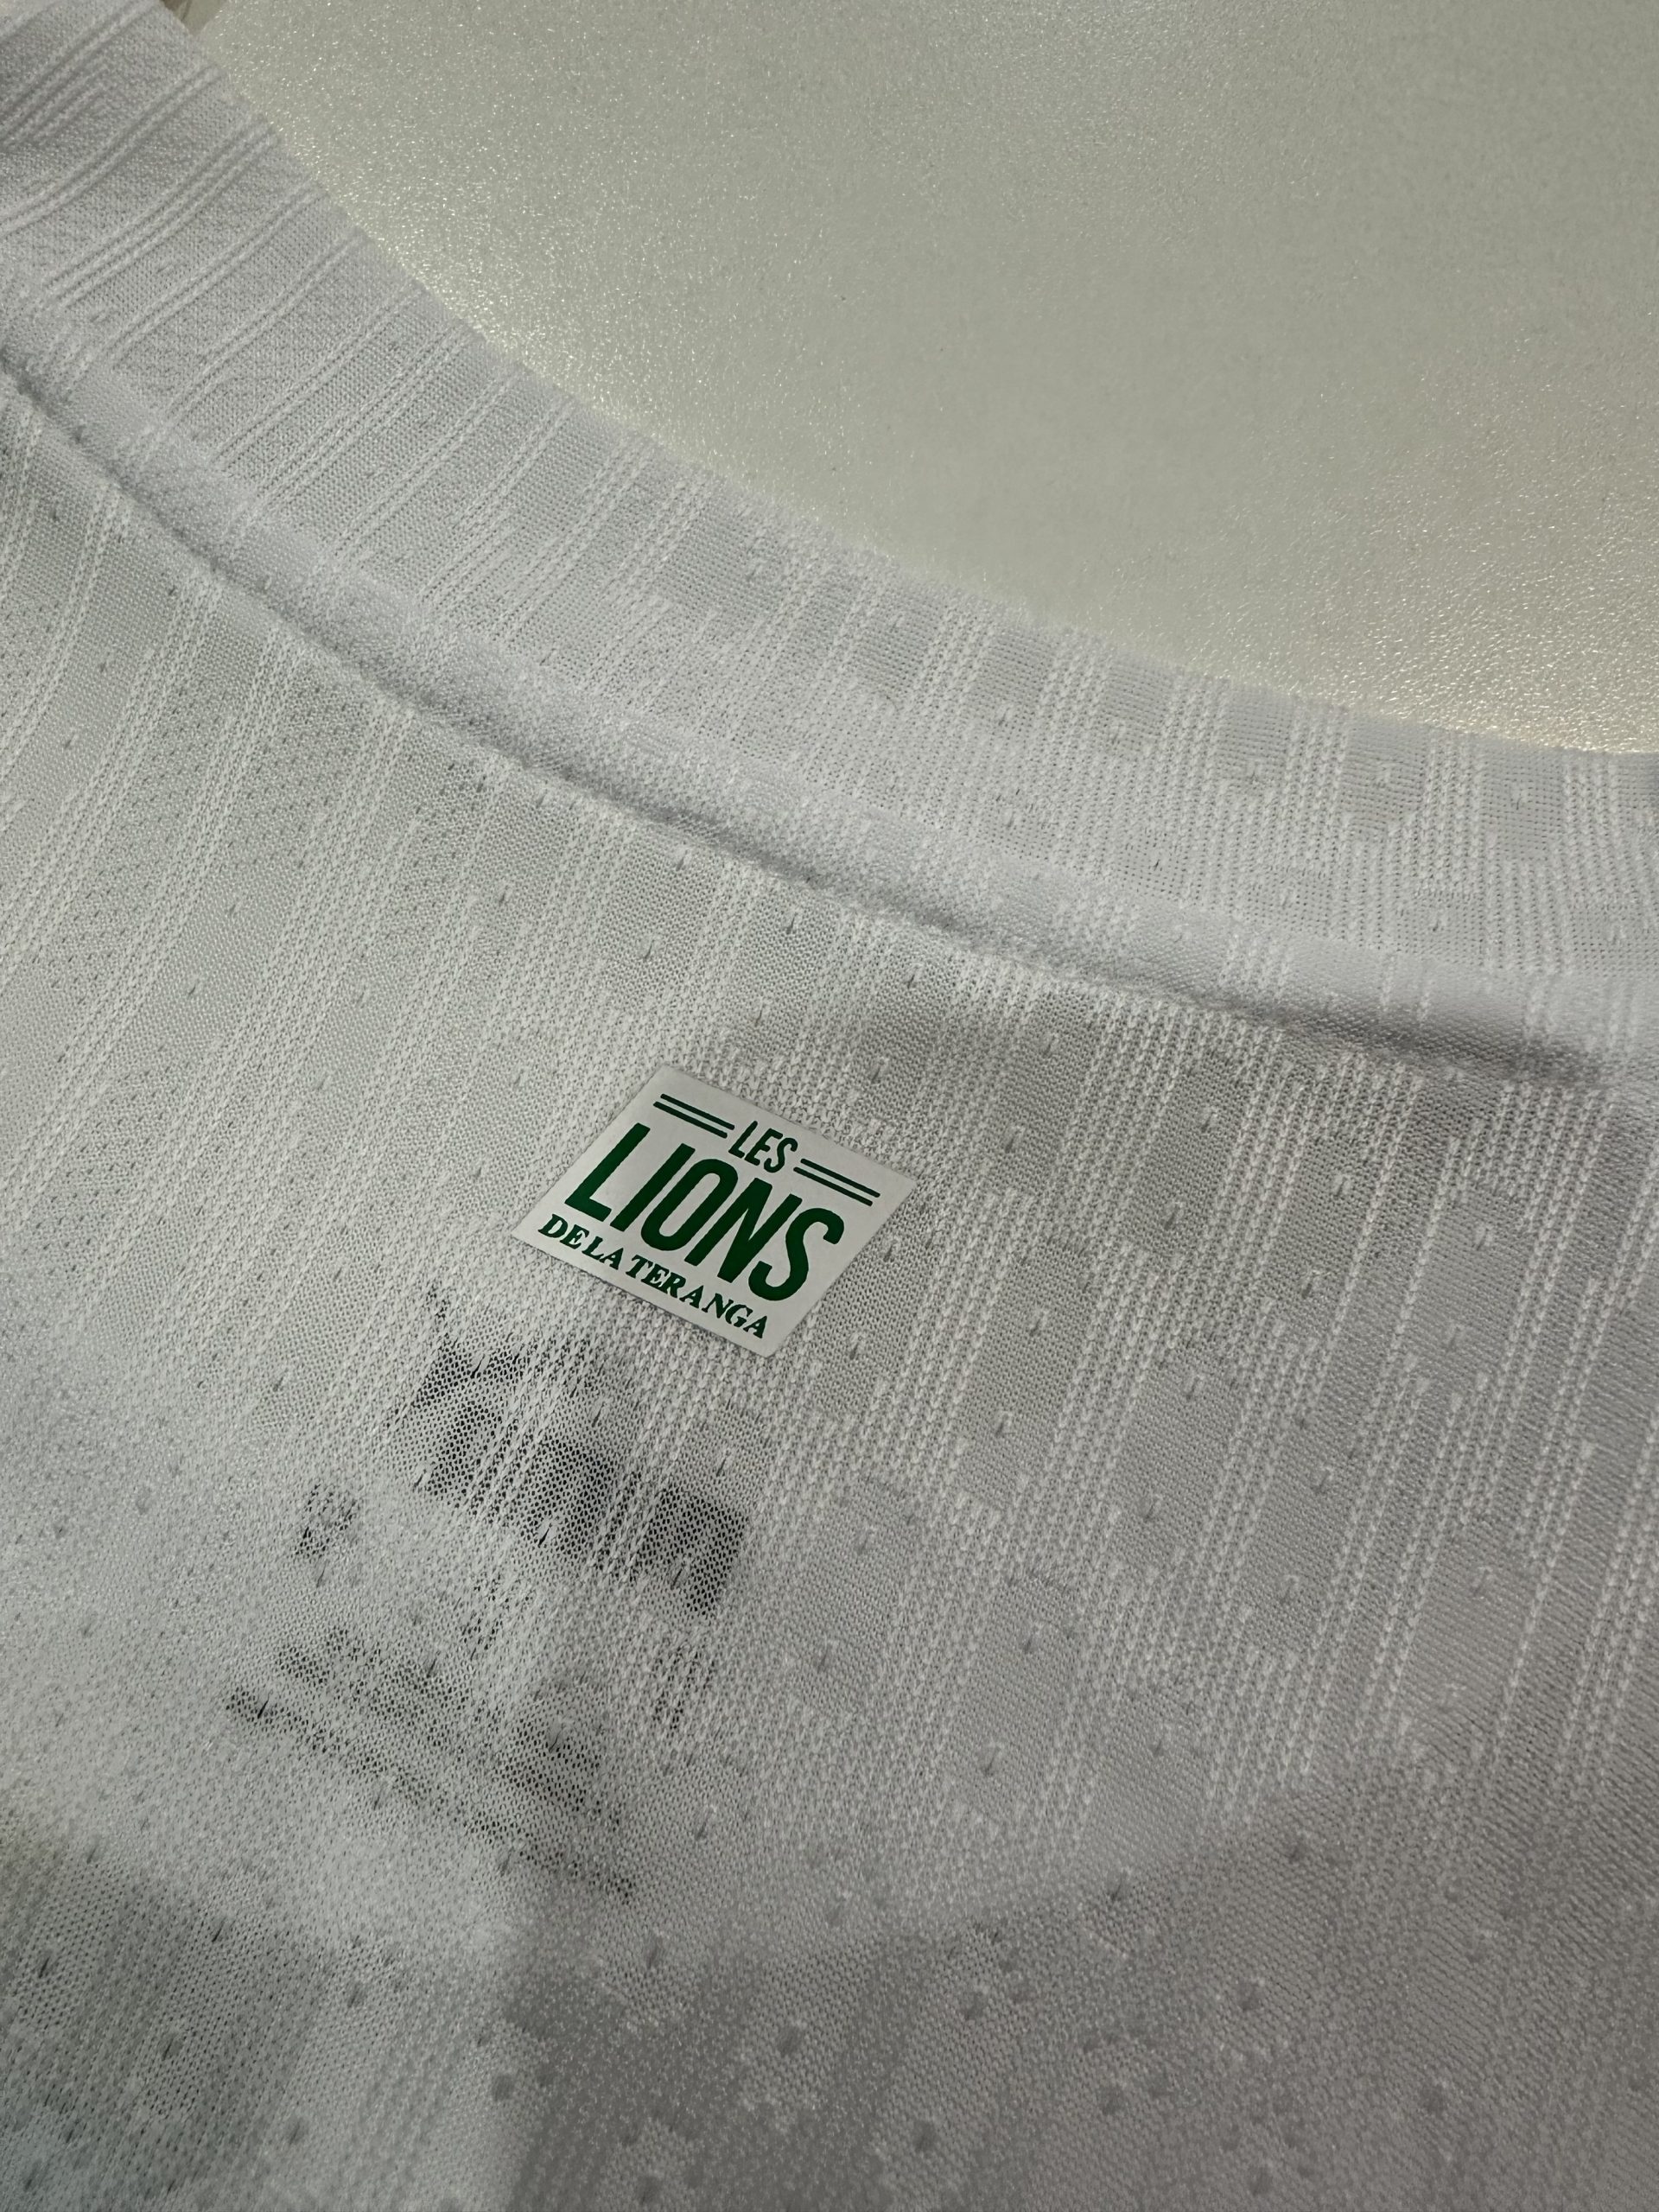 LES
LIONS
DE LA TERANGA